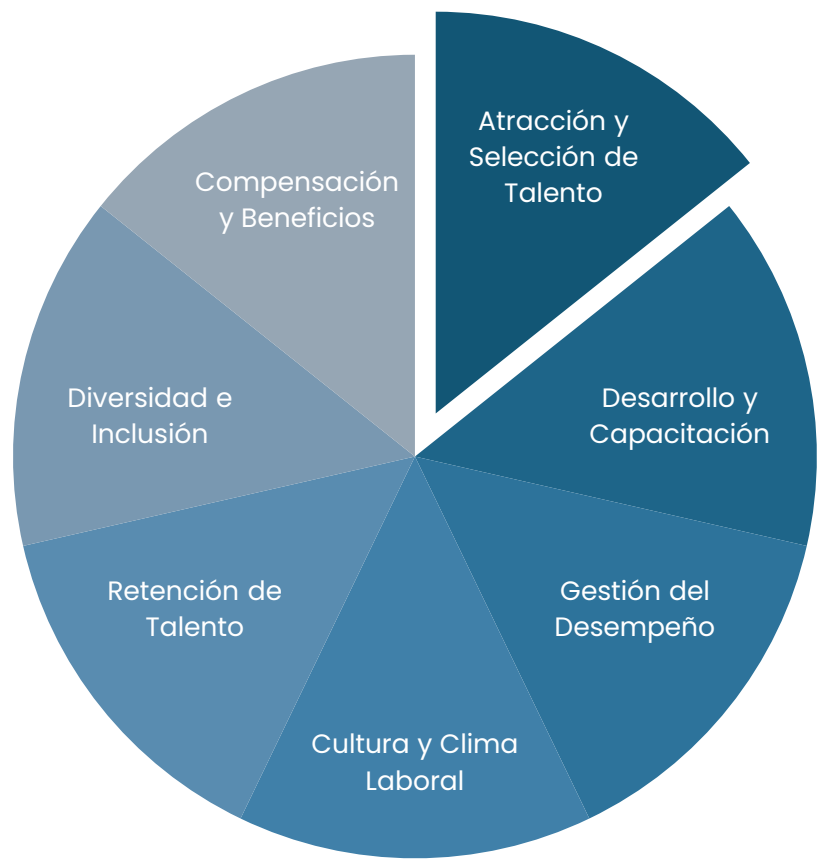 Atracción y
Selección de
Talento
Desarrollo y
Capacitación
Gestión del
Desempeño
Cultura y Clima
Laboral
Retención de
Talento
Diversidad e
Inclusión
Compensación
y Beneficios